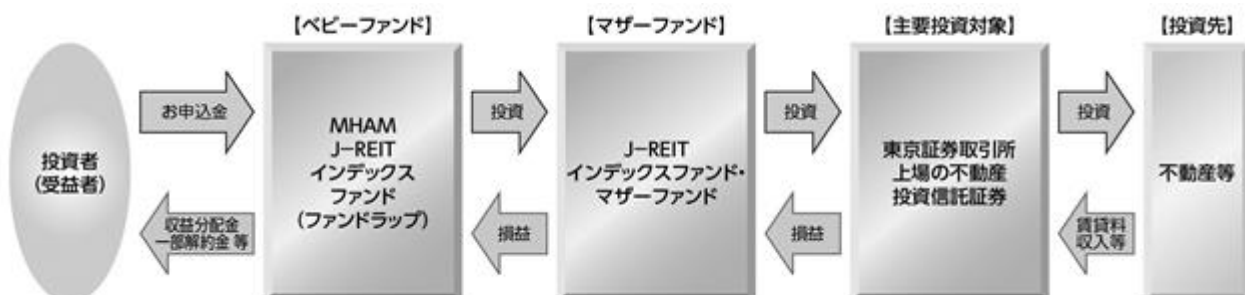 【ベビーファンド】
【マザーファンド】
【主要投資対象】
【投資先】
投資者
(受益者)
お申込金
収益分配金
一部解約金 等
MHAM
J-REIT
インデックス
ファンド
(ファンドラップ)
投資
損益
J-REIT
インデックスファンド・
マザーファンド
投資
損益
東京証券取引所
上場の不動産
投資信託証券
投資
賃貸料
収入等
不動産等